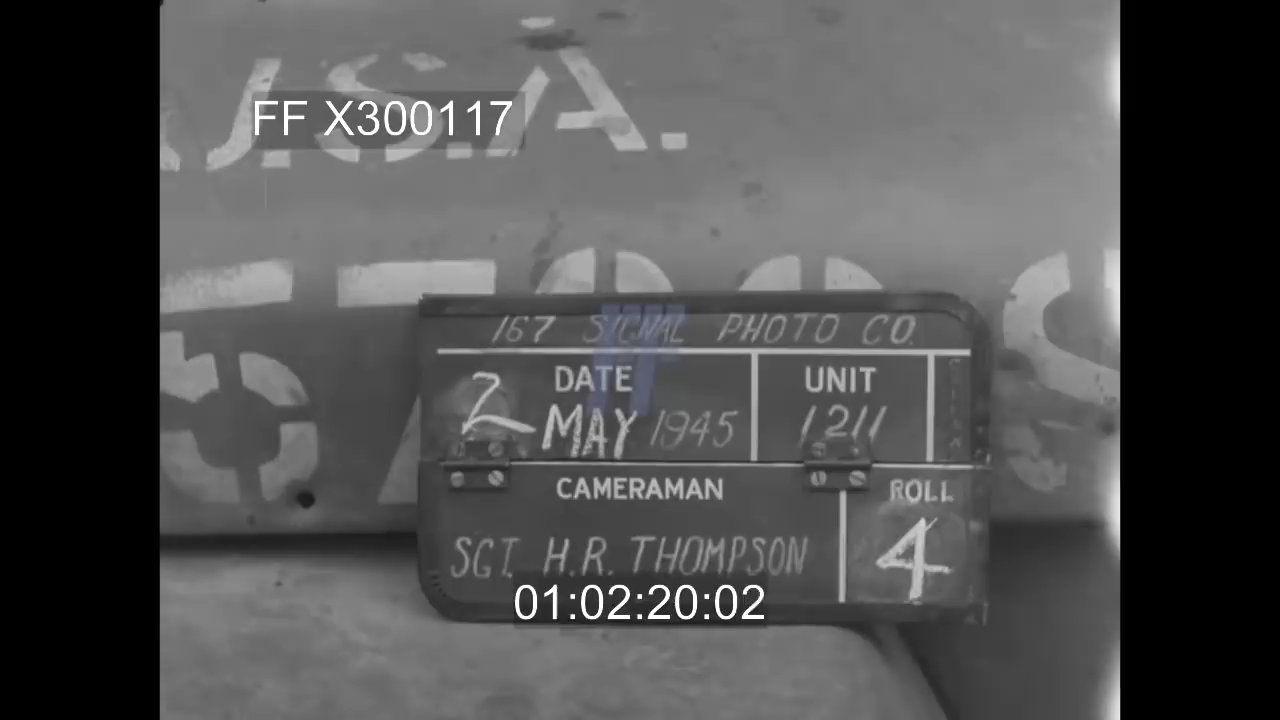 U.S.A.
FF X300117
167 SIGNAL PHOTO CO.
DATE
2 MAY 1945
UNIT
1211
CAMERAMAN
SGT. H.R. THOMPSON
ROLL
4
01:02:20:02